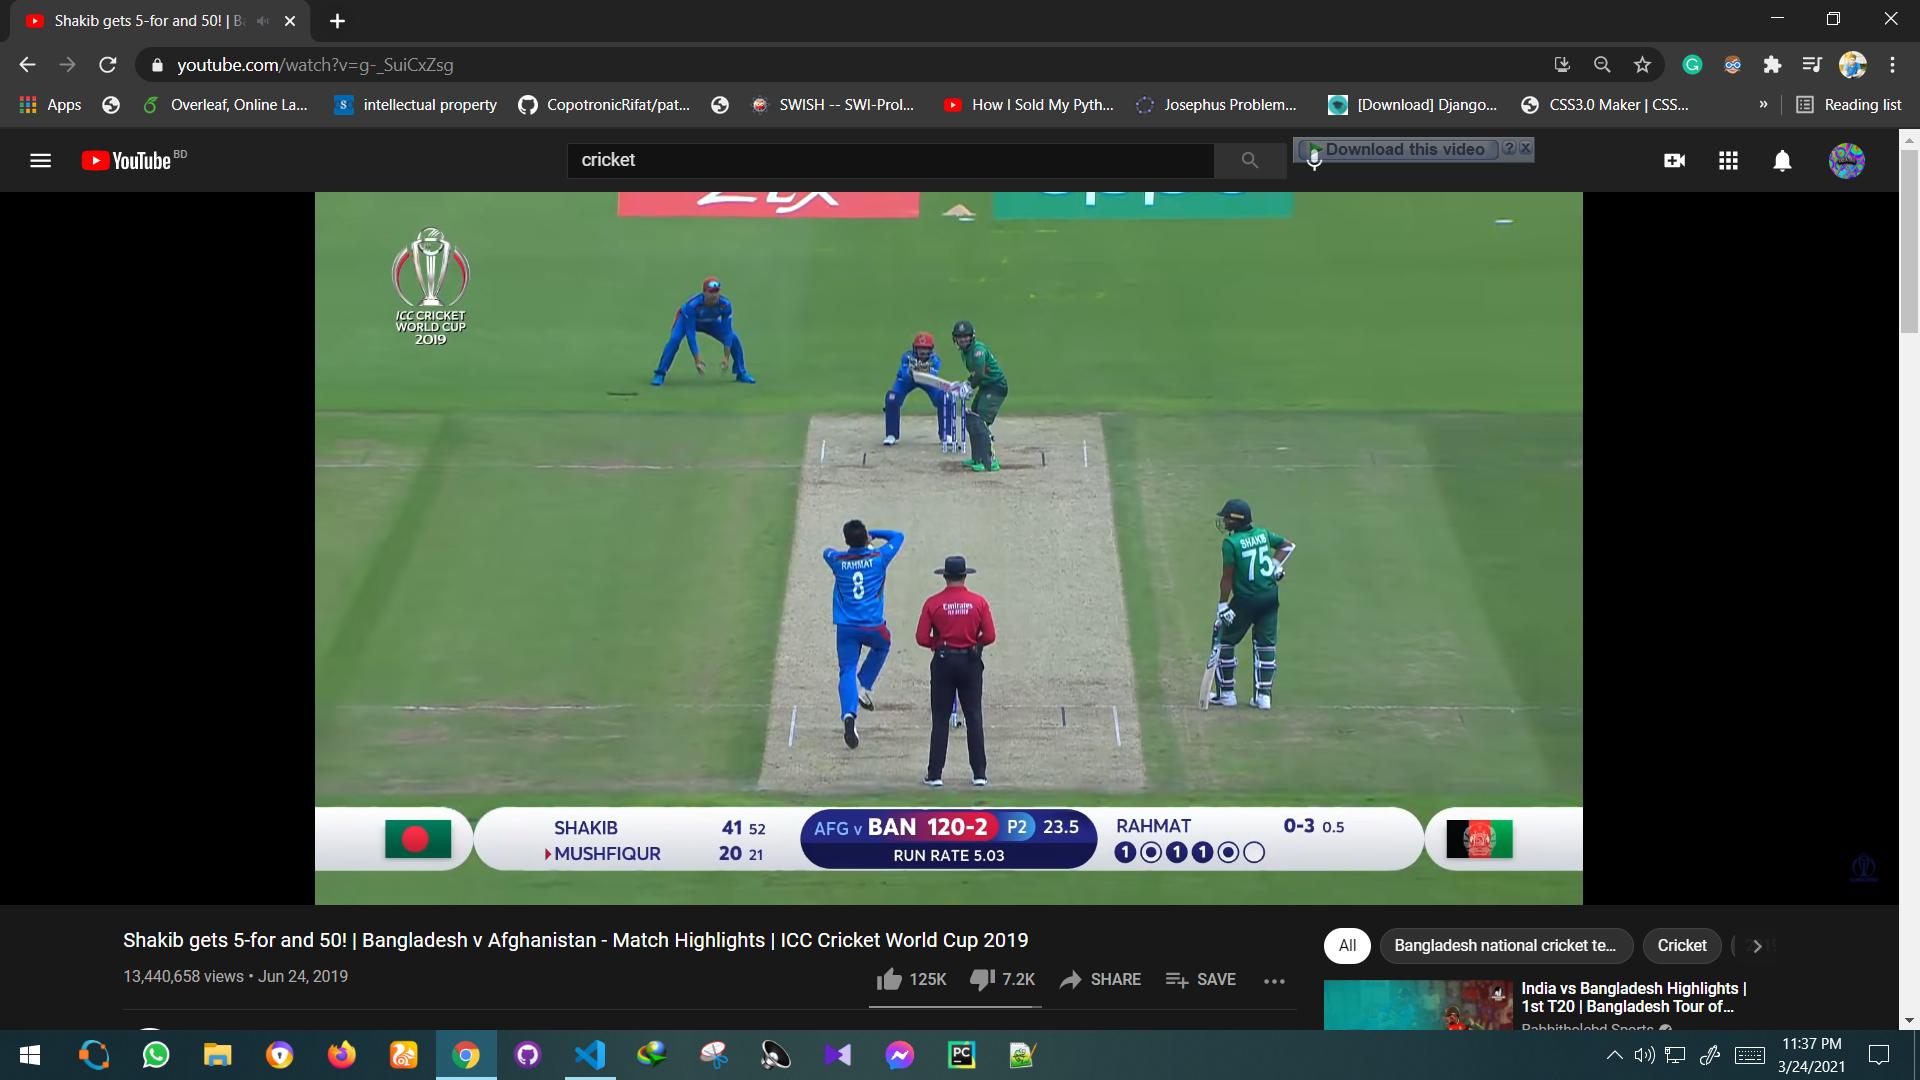 Shakib gets 5-for and 50! | Ba
youtube.com/watch?v=g-_SuiCxZsg
Apps
Overleaf, Online La...
intellectual property
CopotronicRifat/pat...
SWISH -- SWI-Prol...
How I Sold My Pyth...
Josephus Problem...
[Download] Django...
CSS3.0 Maker | CSS...
»
Reading list
YouTube BD
cricket
Download this video
ICC CRICKET
WORLD CUP
2019
RAHMAT
8
Emirates
SHAKIB
75
SHAKIB 41 52
MUSHFIQUR 20 21
AFG v BAN 120-2 P2 23.5
RUN RATE 5.03
RAHMAT 0-3 0.5
1 1 1
Shakib gets 5-for and 50! | Bangladesh v Afghanistan - Match Highlights | ICC Cricket World Cup 2019
13,440,658 views • Jun 24, 2019
125K
7.2K
SHARE
SAVE
All
Bangladesh national cricket te...
Cricket
India vs Bangladesh Highlights |
1st T20 | Bangladesh Tour of...
Rabbitholebd Sports
PC
11:37 PM
3/24/2021